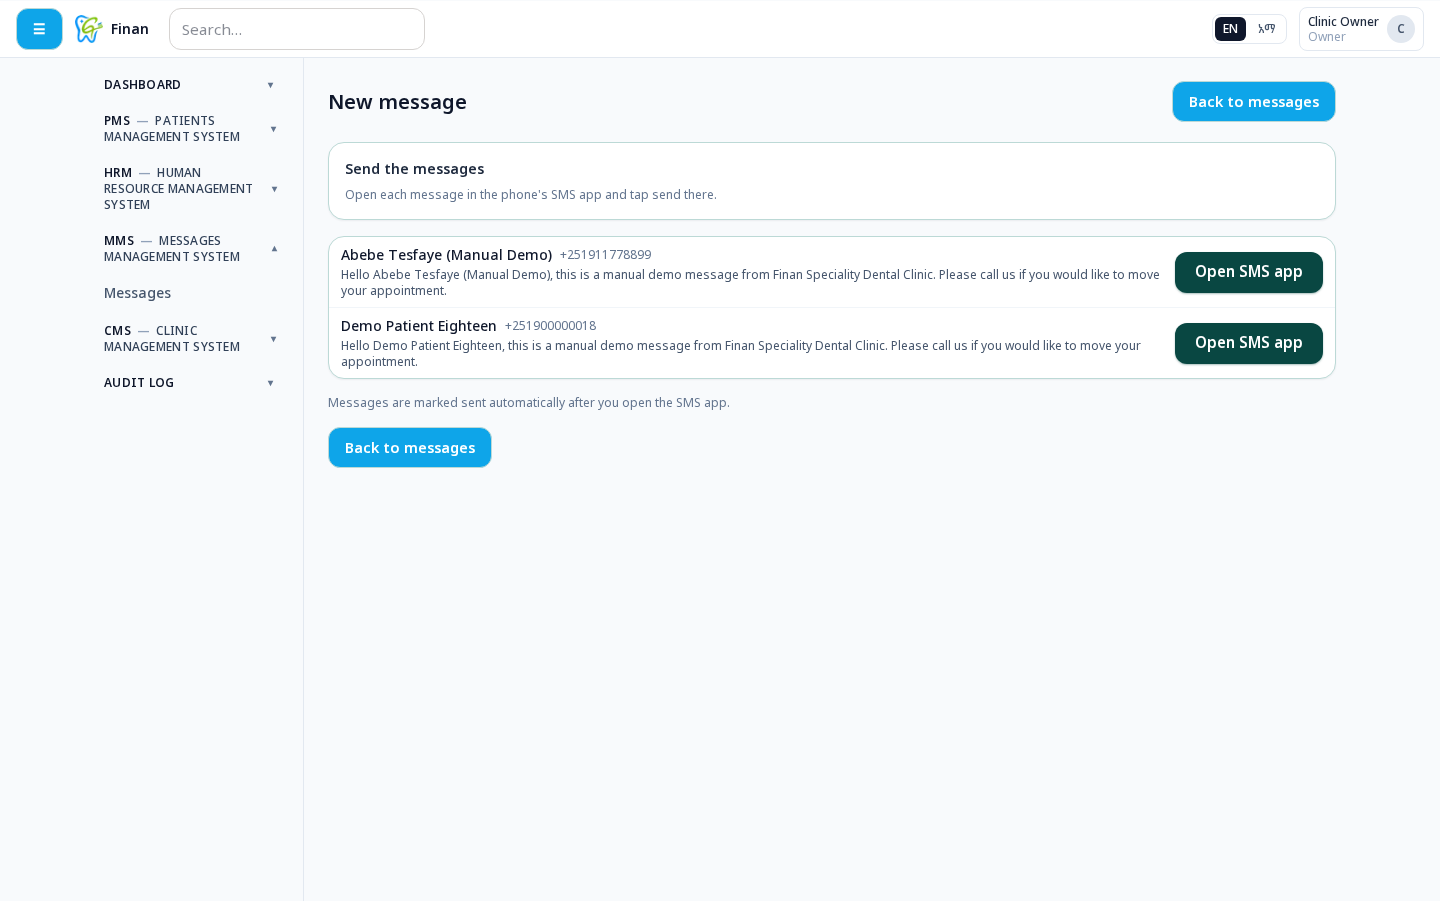 ☰ Finan Search... EN አማ Clinic Owner
Owner C
DASHBOARD ▼
PMS — PATIENTS
MANAGEMENT SYSTEM ▼
HRM — HUMAN
RESOURCE MANAGEMENT ▼
SYSTEM
MMS — MESSAGES
MANAGEMENT SYSTEM ▲
Messages
CMS — CLINIC
MANAGEMENT SYSTEM ▼
AUDIT LOG ▼
New message Back to messages
Send the messages
Open each message in the phone's SMS app and tap send there.
Abebe Tesfaye (Manual Demo) +251911778899
Hello Abebe Tesfaye (Manual Demo), this is a manual demo message from Finan Speciality Dental Clinic. Please call us if you would like to move
your appointment.
Open SMS app
Demo Patient Eighteen +251900000018
Hello Demo Patient Eighteen, this is a manual demo message from Finan Speciality Dental Clinic. Please call us if you would like to move your
appointment.
Open SMS app
Messages are marked sent automatically after you open the SMS app.
Back to messages